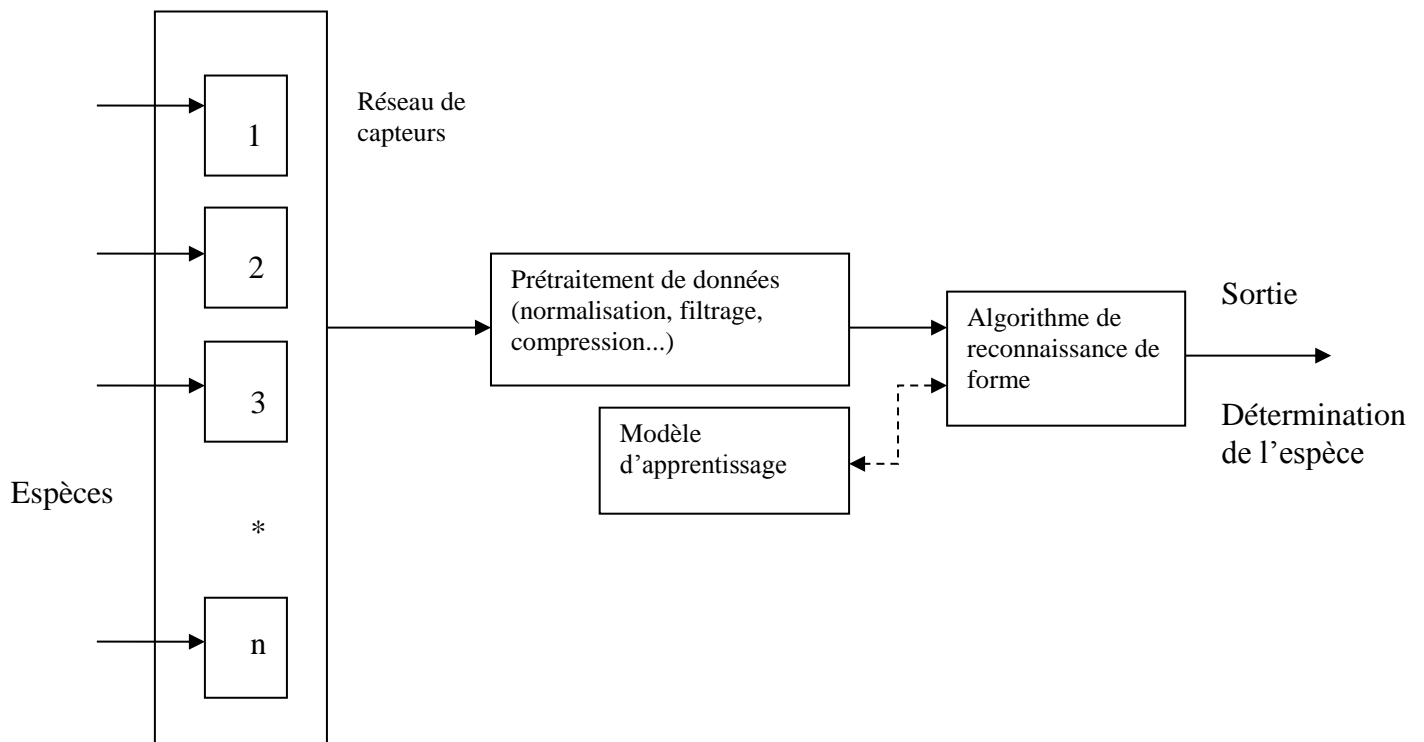 Espèces
1
2
3
*
n
Réseau de
capteurs
Prétraitement de données
(normalisation, filtrage,
compression...)
Modèle
d’apprentissage
Algorithme de
reconnaissance de
forme
Sortie
Détermination
de l’espèce